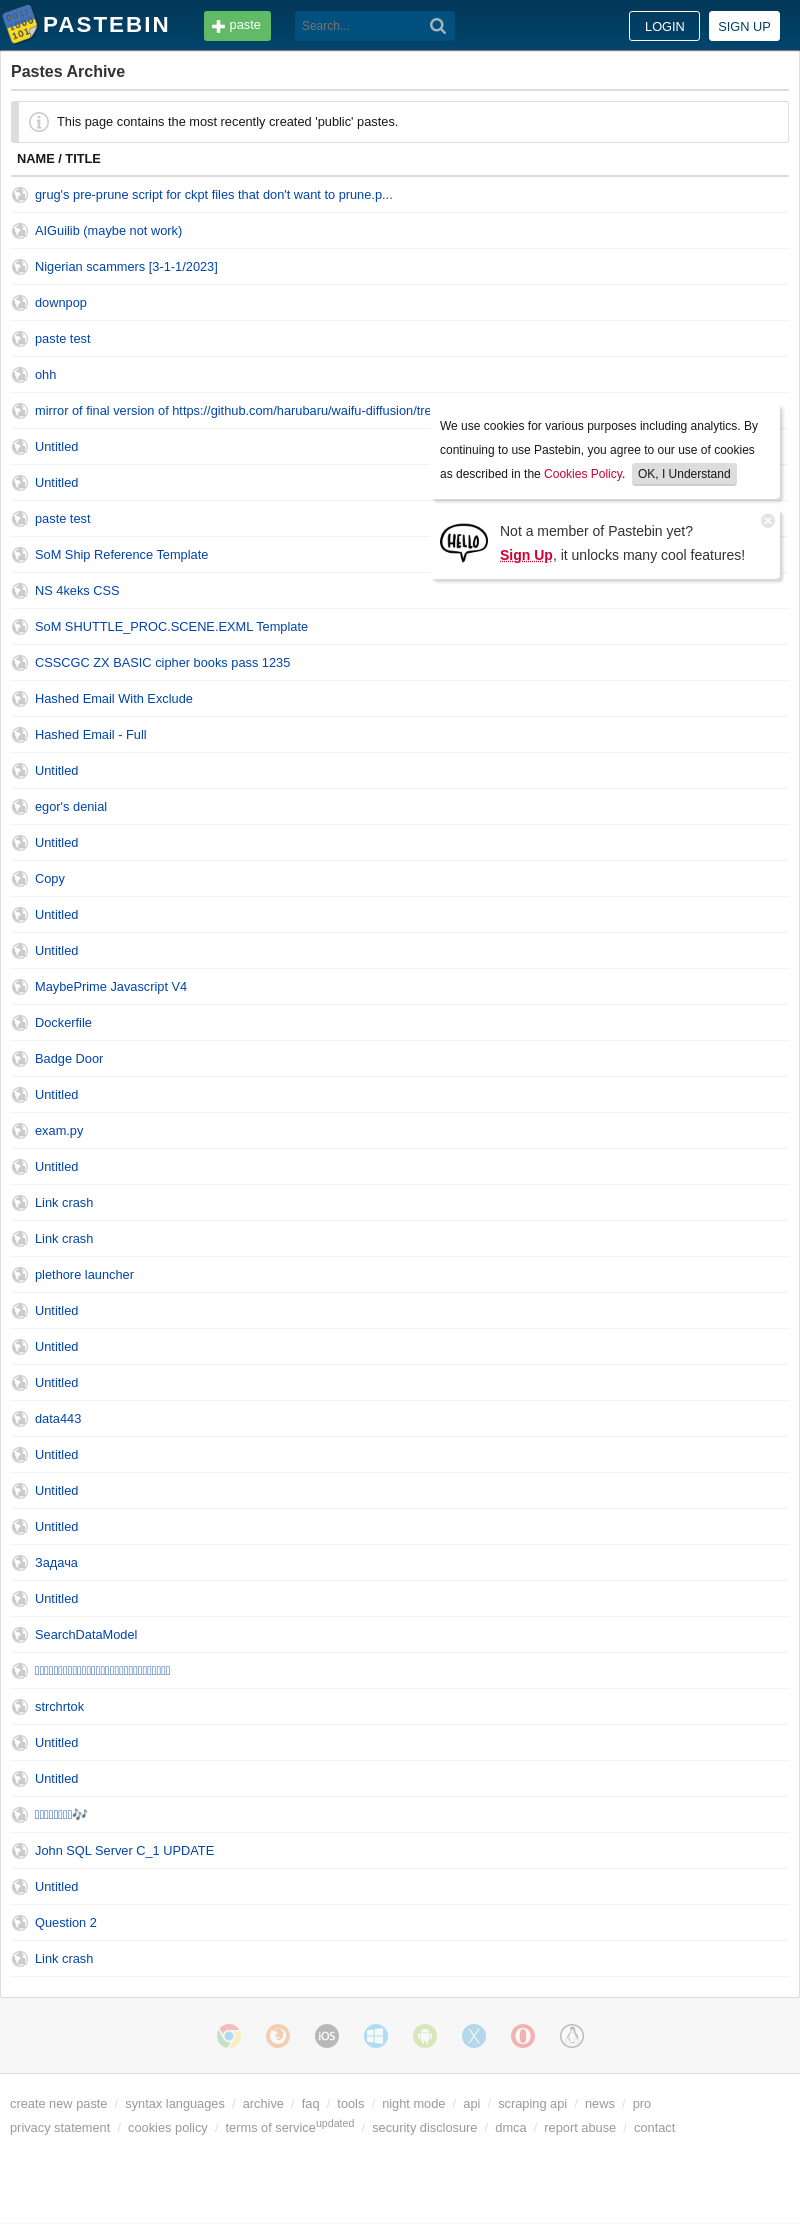 PASTEBIN
paste
Search...
LOGIN
SIGN UP
Pastes Archive
This page contains the most recently created 'public' pastes.
NAME / TITLE
grug's pre-prune script for ckpt files that don't want to prune.p...
AIGuilib (maybe not work)
Nigerian scammers [3-1-1/2023]
downpop
paste test
ohh
mirror of final version of https://github.com/harubaru/waifu-diffusion/tre
Untitled
Untitled
paste test
SoM Ship Reference Template
NS 4keks CSS
We use cookies for various purposes including analytics. By
continuing to use Pastebin, you agree to our use of cookies
as described in the Cookies Policy. OK, I Understand
HELLO
Not a member of Pastebin yet?
Sign Up, it unlocks many cool features!
SoM SHUTTLE_PROC.SCENE.EXML Template
CSSCGC ZX BASIC cipher books pass 1235
Hashed Email With Exclude
Hashed Email - Full
Untitled
egor's denial
Untitled
Copy
Untitled
Untitled
MaybePrime Javascript V4
Dockerfile
Badge Door
Untitled
exam.py
Untitled
Link crash
Link crash
plethore launcher
Untitled
Untitled
Untitled
data443
Untitled
Untitled
Untitled
Задача
Untitled
SearchDataModel
strchrtok
Untitled
Untitled
🎶
John SQL Server C_1 UPDATE
Untitled
Question 2
Link crash
iOS
create new paste / syntax languages / archive / faq / tools / night mode / api / scraping api / news / pro
privacy statement / cookies policy / terms of serviceupdated / security disclosure / dmca / report abuse / contact